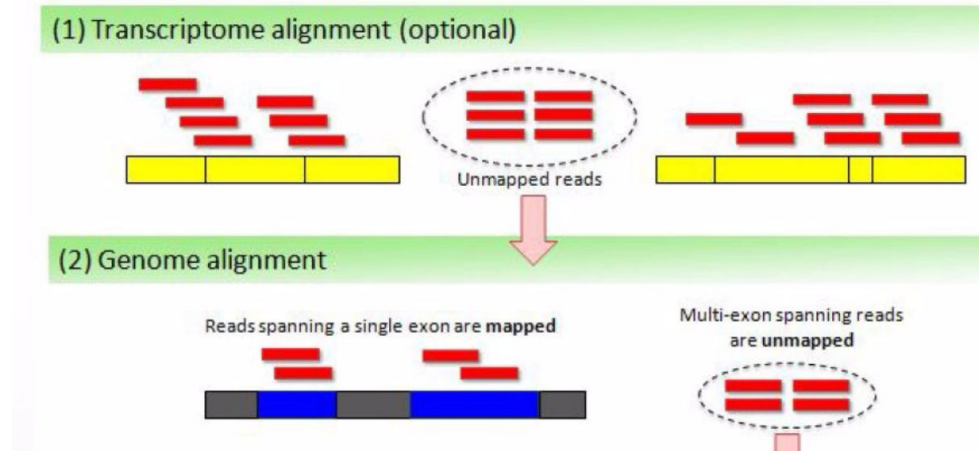 (1) Transcriptome alignment (optional)
Unmapped reads
(2) Genome alignment
Reads spanning a single exon are mapped
Multi-exon spanning reads
are unmapped